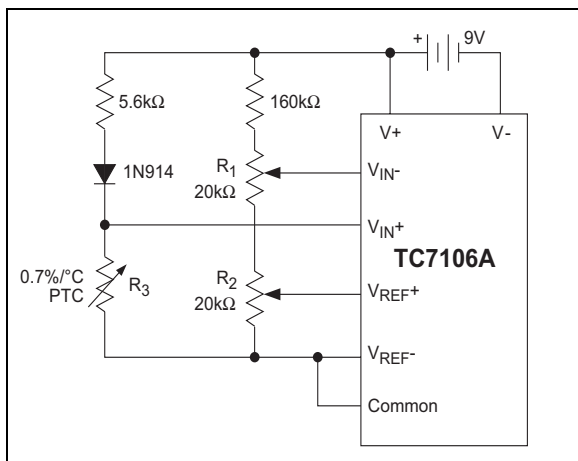 + 9V
5.6kΩ 160kΩ
V+ V-
1N914
R1
20kΩ
VIN-
VIN+
TC7106A
0.7%/°C
PTC
R3
R2
20kΩ
VREF+
VREF-
Common